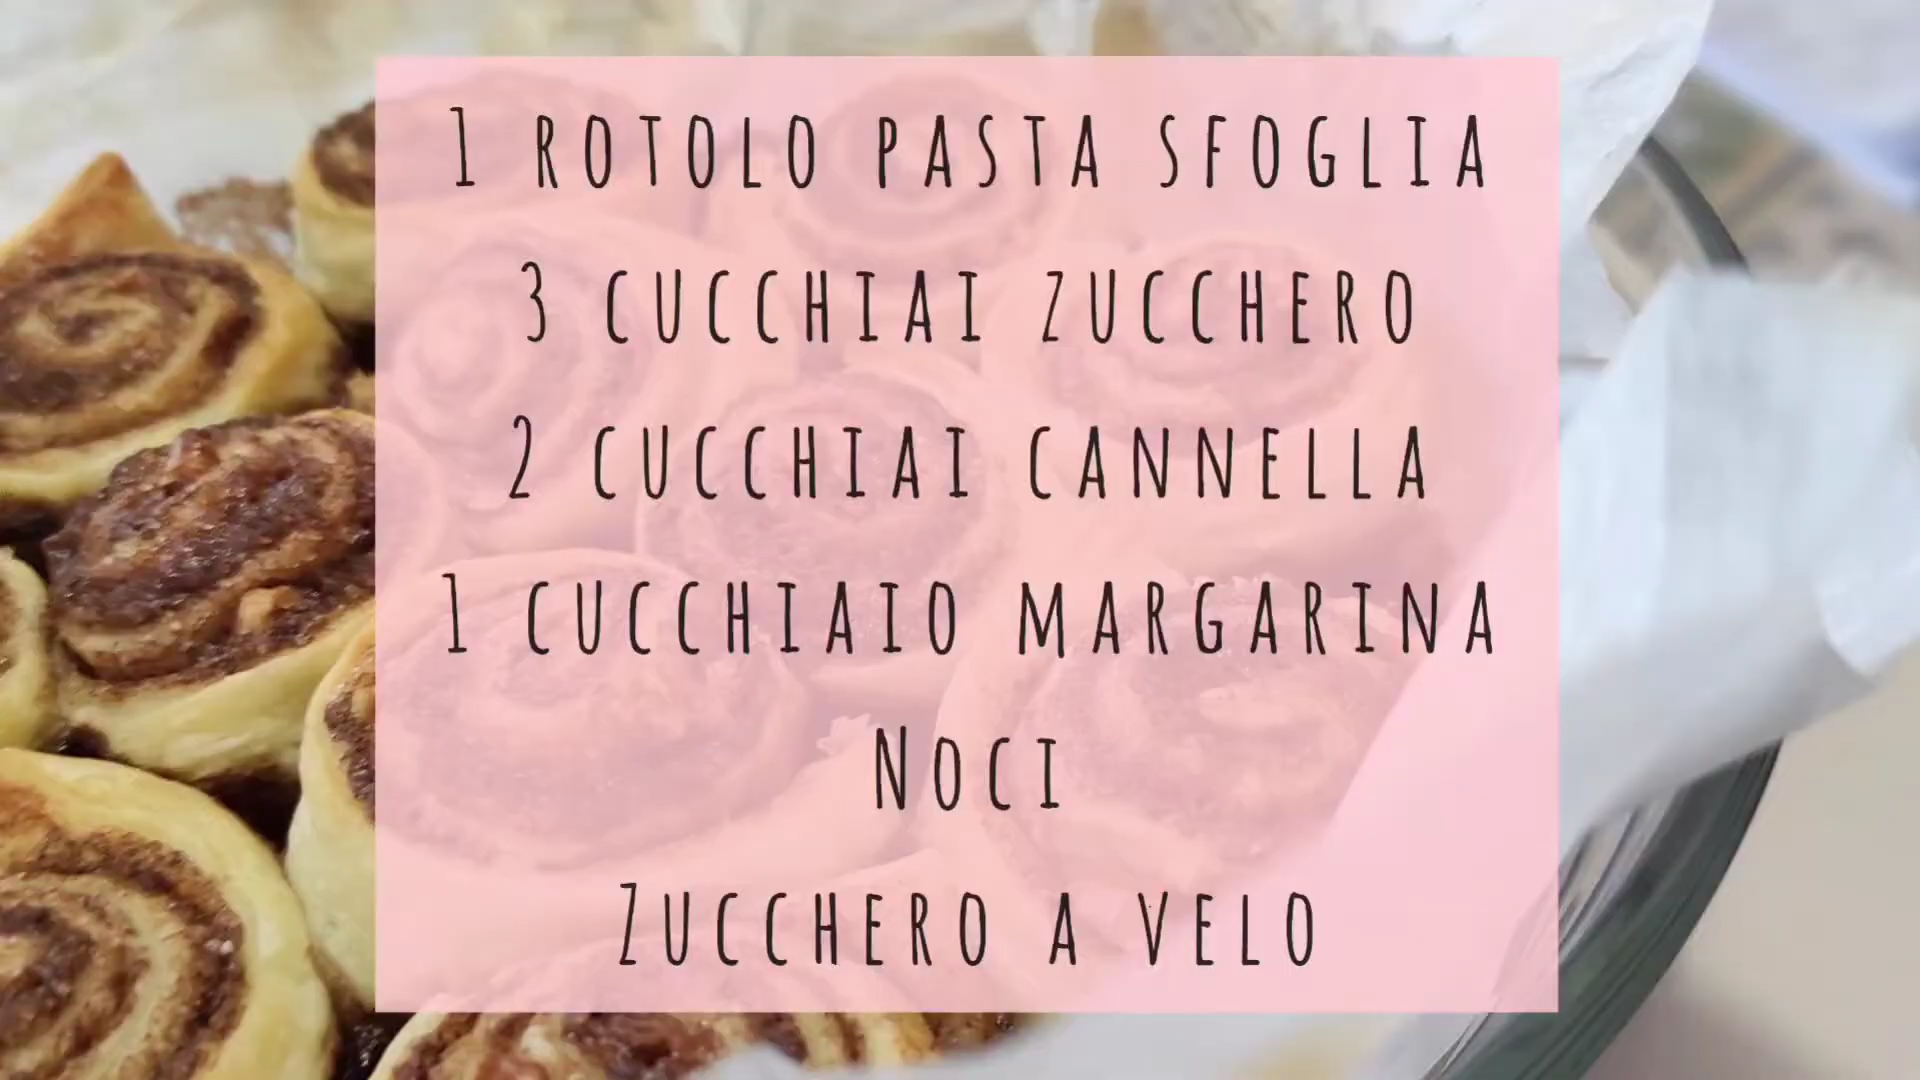 1 ROTOLO PASTA SFOGLIA
3 CUCCHIAI ZUCCHERO
2 CUCCHIAI CANNELLA
1 CUCCHIAIO MARGARINA
NOCI
ZUCCHERO A VELO